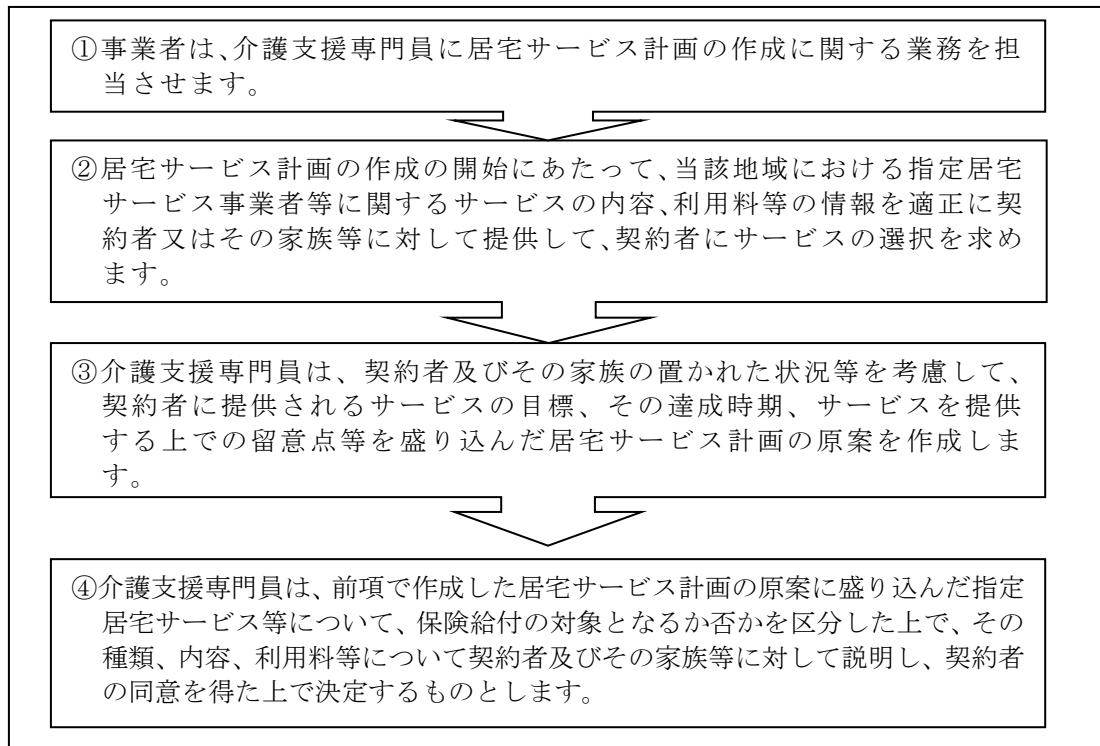 ①事業者は、介護支援専門員に居宅サービス計画の作成に関する業務を担
当させます。
②居宅サービス計画の作成の開始にあたって、当該地域における指定居宅
サービス事業者等に関するサービスの内容、利用料等の情報を適正に契
約者又はその家族等に対して提供して、契約者にサービスの選択を求め
ます。
③介護支援専門員は、契約者及びその家族の置かれた状況等を考慮して、
契約者に提供されるサービスの目標、その達成時期、サービスを提供
する上での留意点等を盛り込んだ居宅サービス計画の原案を作成しま
す。
④介護支援専門員は、前項で作成した居宅サービス計画の原案に盛り込んだ指定
居宅サービス等について、保険給付の対象となるか否かを区分した上で、その
種類、内容、利用料等について契約者及びその家族等に対して説明し、契約者
の同意を得た上で決定するものとします。